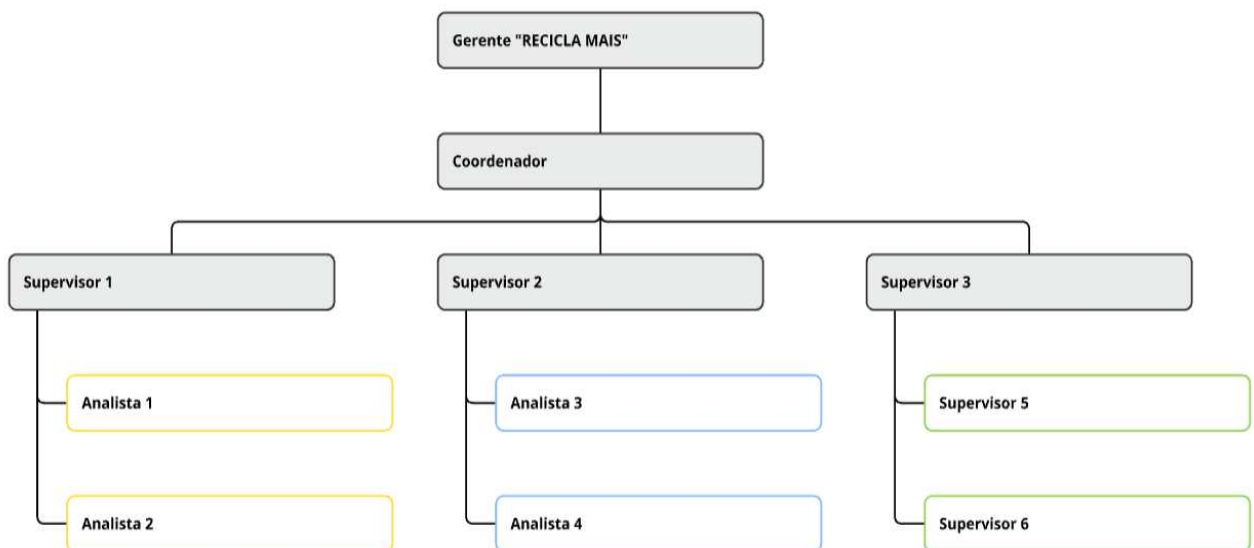 Gerente "RECICLA MAIS"
Coordenador
Supervisor 1
Supervisor 2
Supervisor 3
Analista 1
Analista 3
Supervisor 5
Analista 2
Analista 4
Supervisor 6